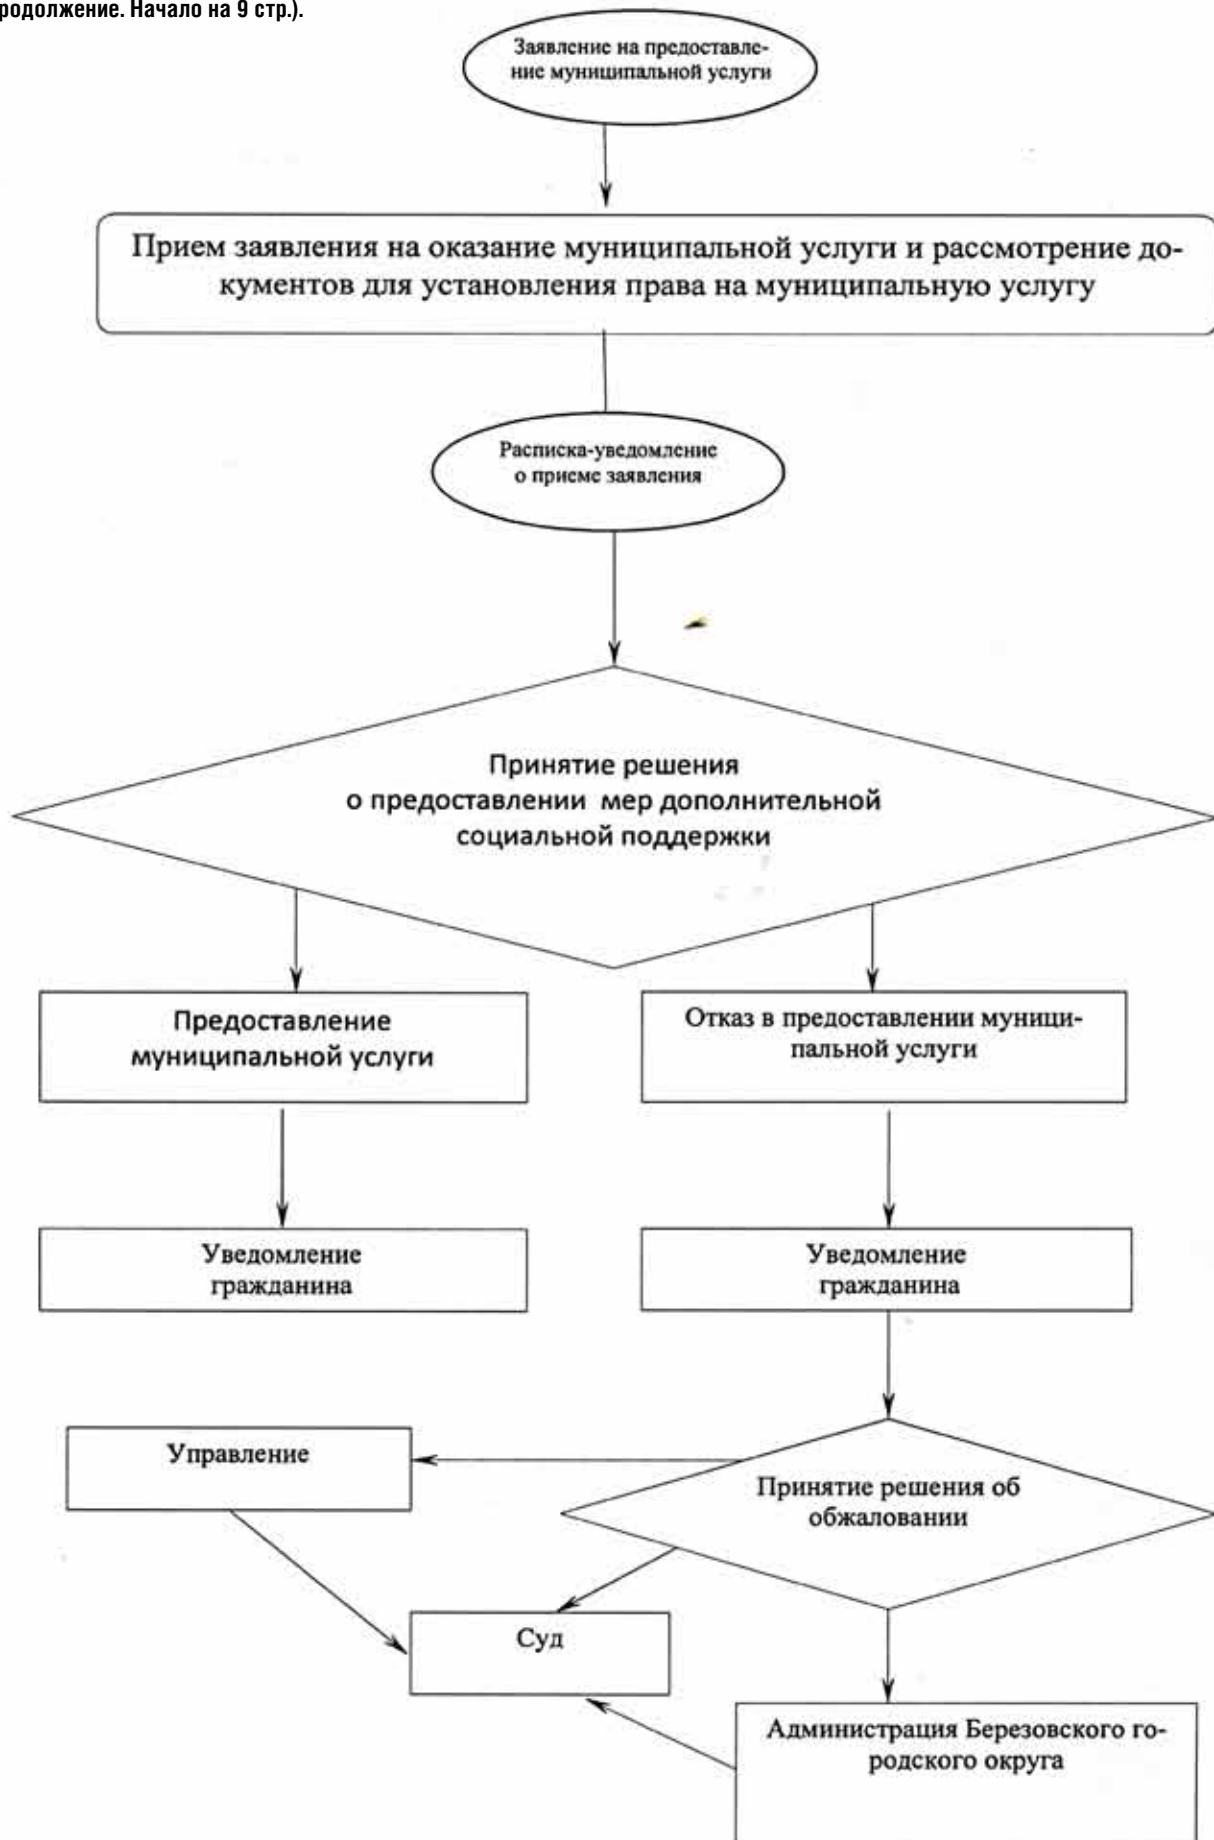 родолжение. Начало на 9 стр.).
Заявление на предоставле-
ние муниципальной услуги
Прием заявления на оказание муниципальной услуги и рассмотрение до-
кументов для установления права на муниципальную услугу
Расписка-уведомление
о приеме заявления
Принятие решения
о предоставлении мер дополнительной
социальной поддержки
Предоставление
муниципальной услуги
Отказ в предоставлении муници-
пальной услуги
Уведомление
гражданина
Уведомление
гражданина
Управление
Принятие решения об
обжаловании
Суд
Администрация Березовского го-
родского округа